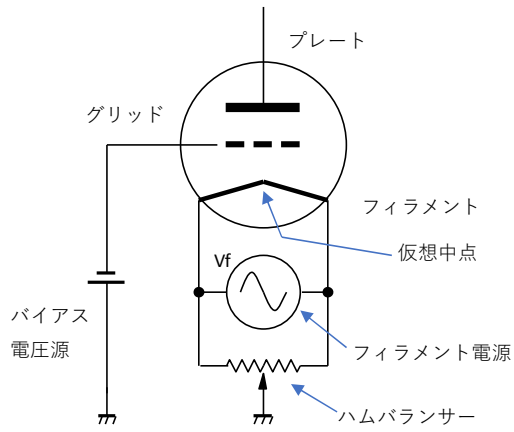 プレート
グリッド
フィラメント
仮想中点
Vf
バイアス
電圧源
フィラメント電源
ハムバランサー